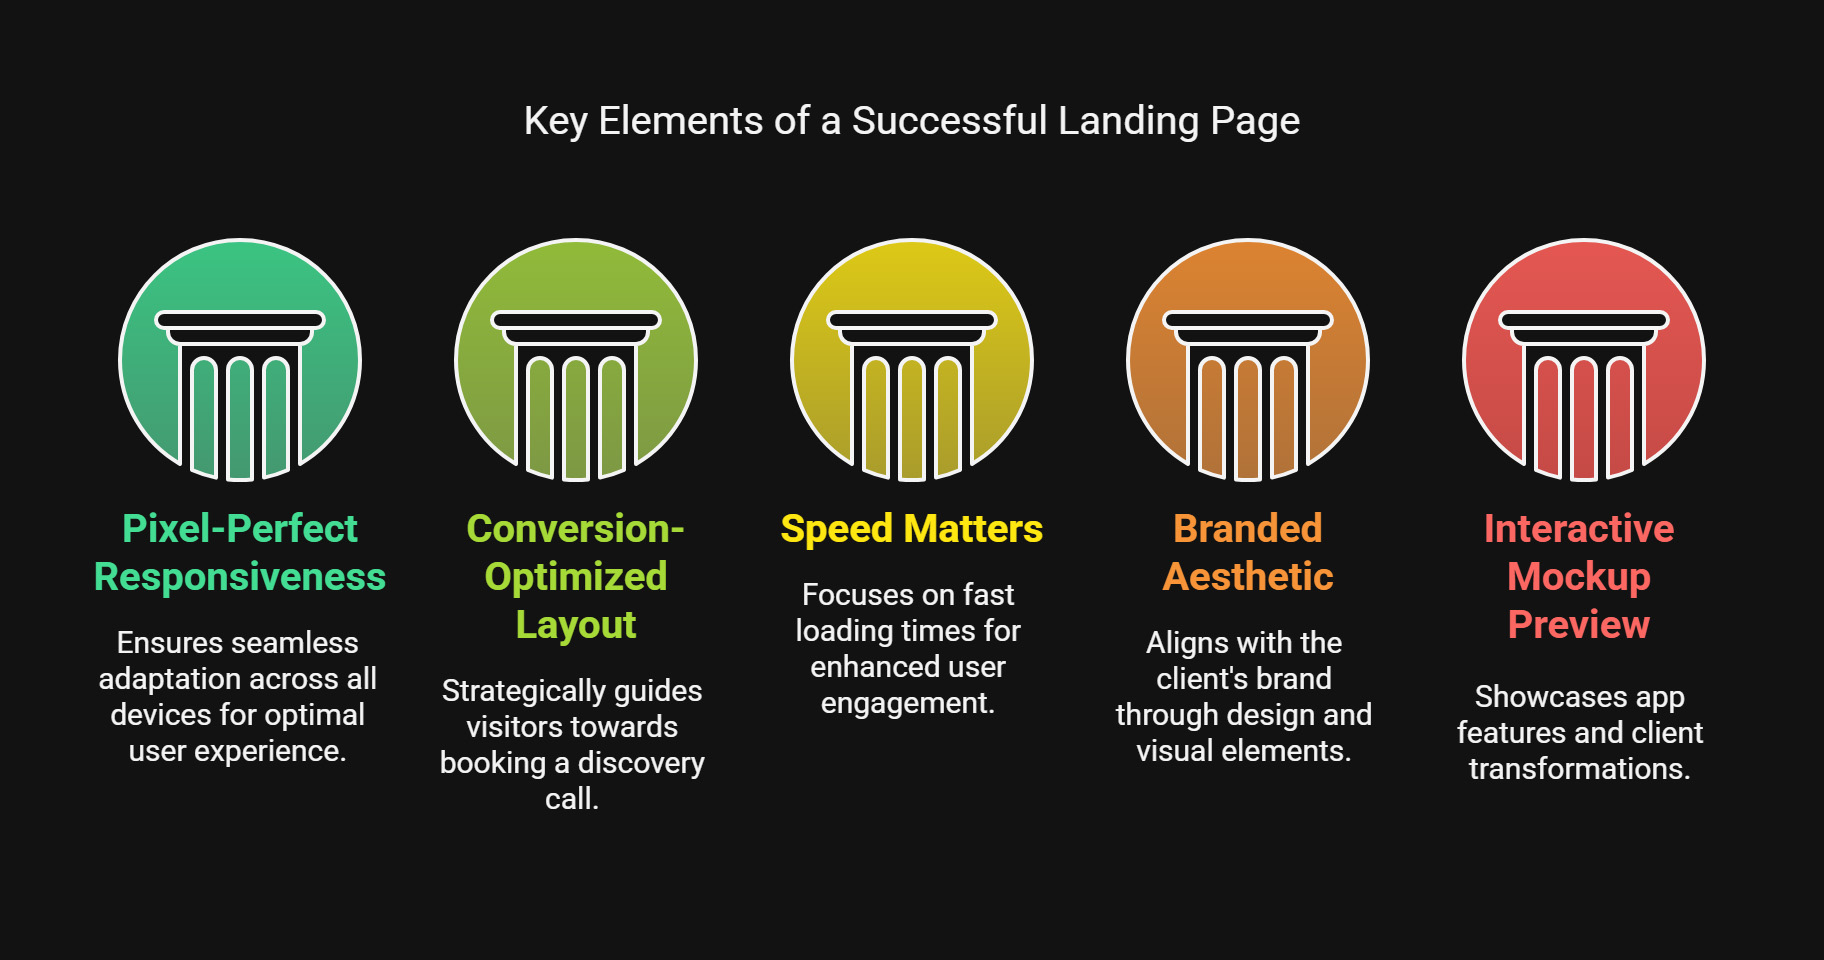 Key Elements of a Successful Landing Page
Pixel-Perfect
Responsiveness
Ensures seamless
adaptation across all
devices for optimal
user experience.
Conversion-
Optimized
Layout
Strategically guides
visitors towards
booking a discovery
call.
Speed Matters
Focuses on fast
loading times for
enhanced user
engagement.
Branded
Aesthetic
Aligns with the
client's brand
through design and
visual elements.
Interactive
Mockup
Preview
Showcases app
features and client
transformations.